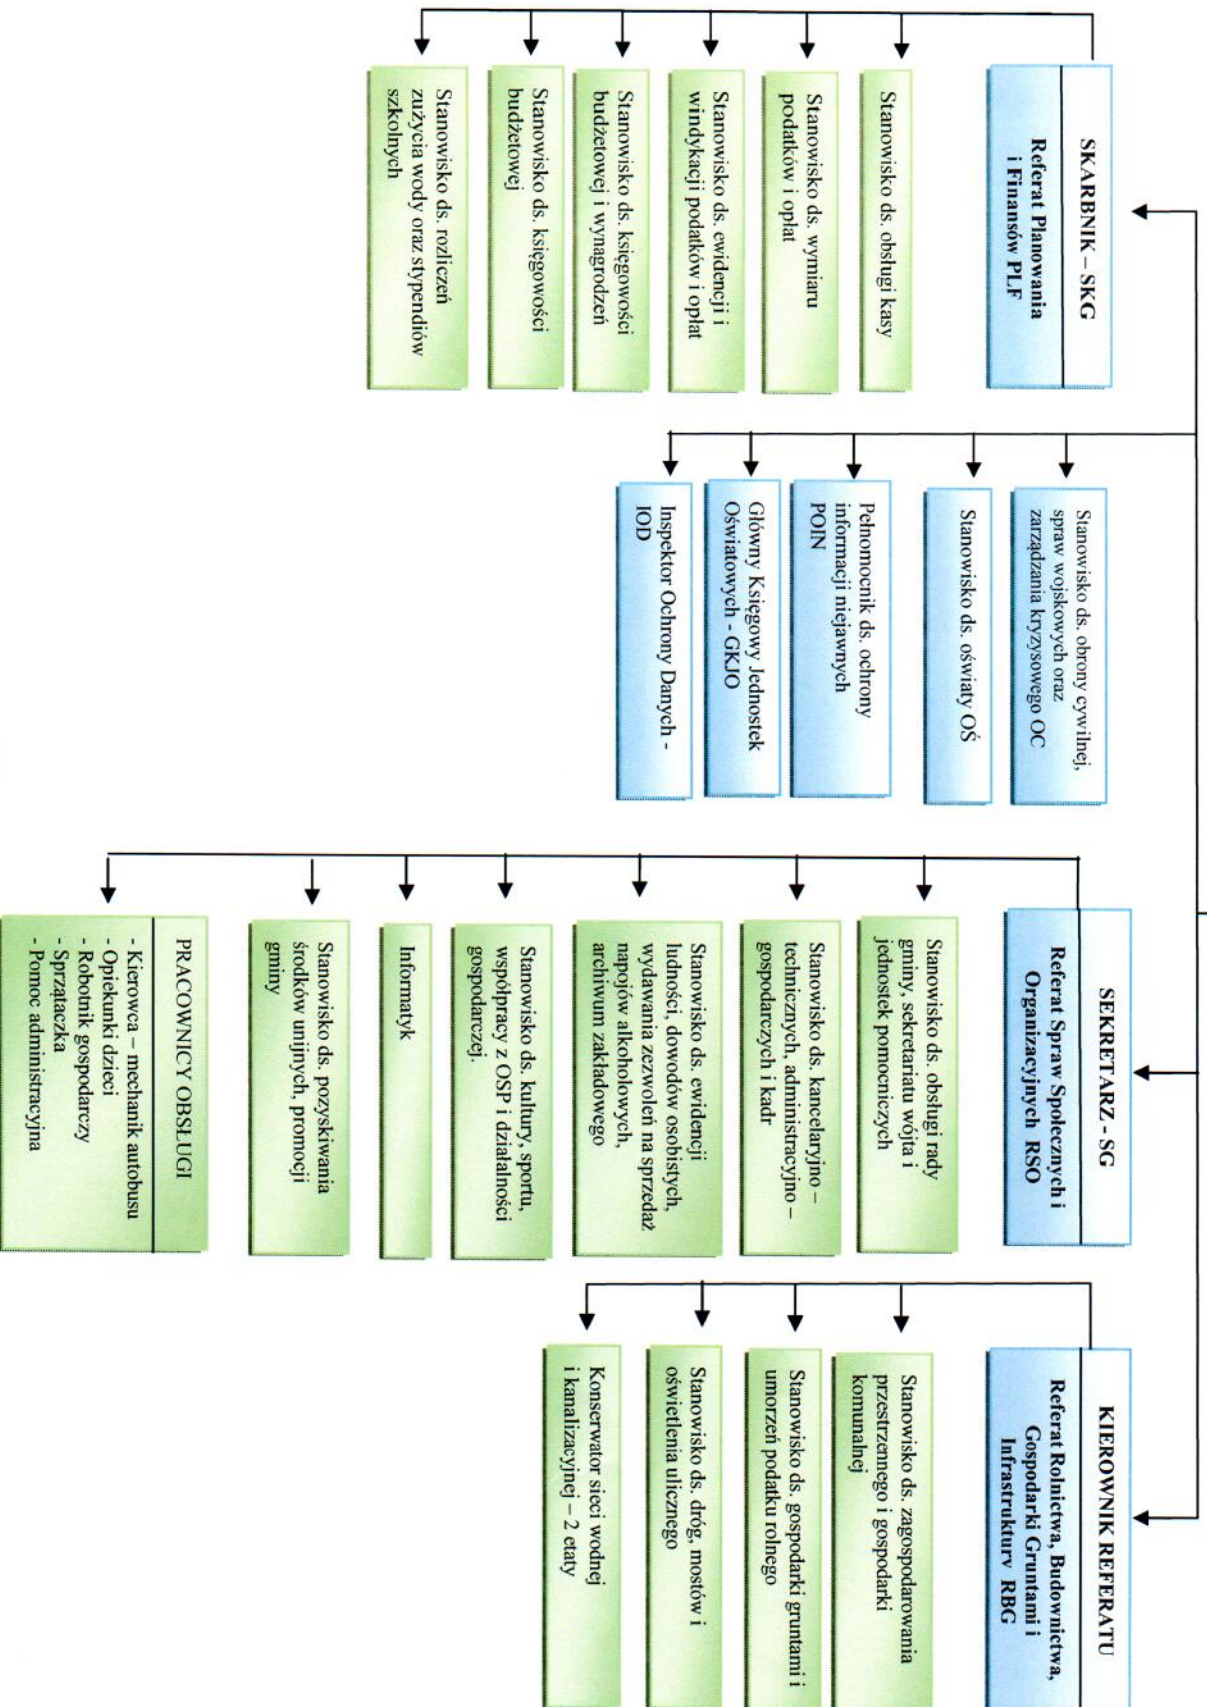 SKARBNIK – SKG
Referat Planowania
i Finansów PLF
Stanowisko ds. obsługi kasy
Stanowisko ds. wymiaru
podatków i opłat
Stanowisko ds. ewidencji i
windykacji podatków i opłat
Stanowisko ds. księgowości
budżetowej i wynagrodzeń
Stanowisko ds. księgowości
budżetowej
Stanowisko ds. rozliczeń
zużycia wody oraz stypendiów
szkolnych
Stanowisko ds. obrony cywilnej,
spraw wojskowych oraz
zarządzania kryzysowego OC
Stanowisko ds. oświaty OŚ
Pełnomocnik ds. ochrony
informacji niejawnych
POIN
Główny Księgowy Jednostek
Oświatowych - GKJO
Inspektor Ochrony Danych -
IOD
SEKRETARZ - SG
Referat Spraw Społecznych i
Organizacyjnych RSO
Stanowisko ds. obsługi rady
gminy, sekretariatu wójta i
jednostek pomocniczych
Stanowisko ds. kancelaryjno –
technicznych, administracyjno –
gospodarczych i kadr
Stanowisko ds. ewidencji
ludności, dowodów osobistych,
wydawania zezwoleń na sprzedaż
napojów alkoholowych,
archiwum zakładowego
Stanowisko ds. kultury, sportu,
współpracy z OSP i działalności
gospodarczej.
Informatyk
Stanowisko ds. pozyskiwania
środków unijnych, promocji
gminy
PRACOWNICY OBSŁUGI
- Kierowca – mechanik autobusu
- Opiekunki dzieci
- Robotnik gospodarczy
- Sprzątaczka
- Pomoc administracyjna
KIEROWNIK REFERATU
Referat Rolnictwa, Budownictwa,
Gospodarki Gruntami i
Infrastruktury RBG
Stanowisko ds. zagospodarowania
przestrzennego i gospodarki
komunalnej
Stanowisko ds. gospodarki gruntami i
umorzeń podatku rolnego
Stanowisko ds. dróg, mostów i
oświetlenia ulicznego
Konserwator sieci wodnej
i kanalizacyjnej – 2 etaty